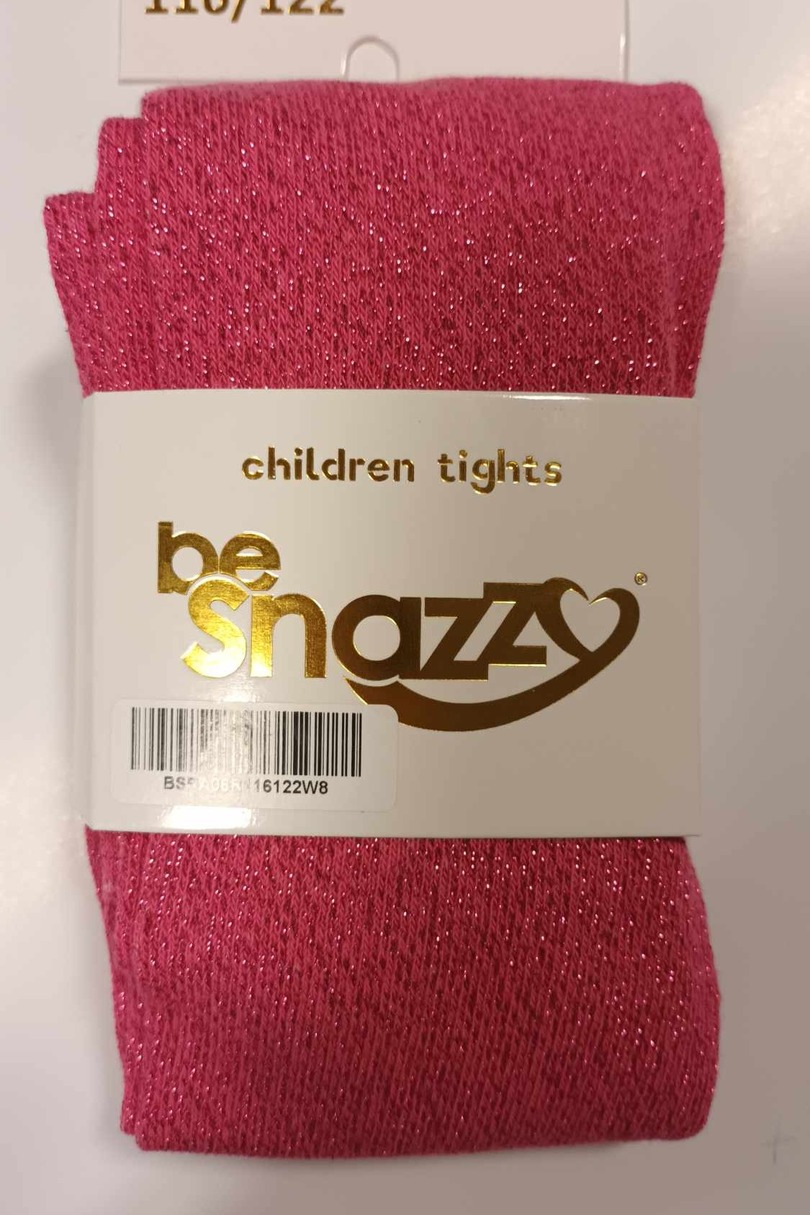 116/122
children tights
be
snazzy®